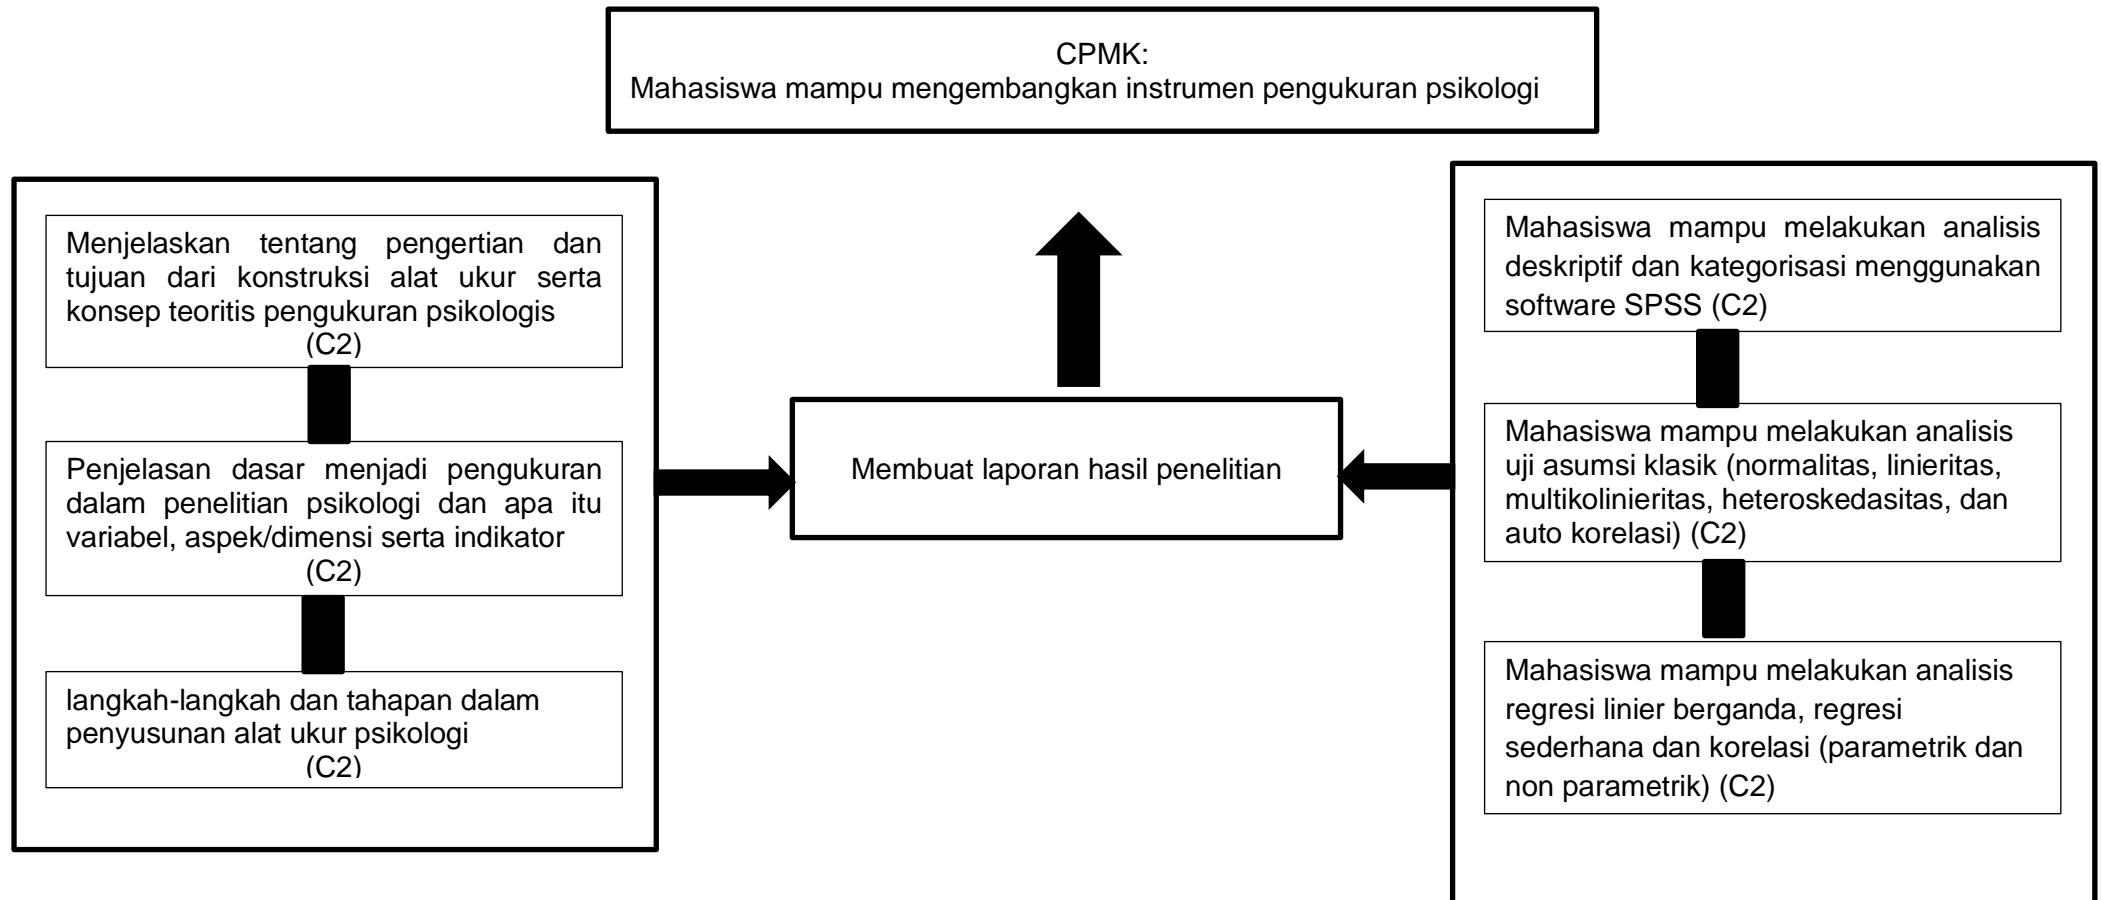 CPMK:
Mahasiswa mampu mengembangkan instrumen pengukuran psikologi
Menjelaskan tentang pengertian dan
tujuan dari konstruksi alat ukur serta
konsep teoritis pengukuran psikologis
(C2)
Penjelasan dasar menjadi pengukuran
dalam penelitian psikologi dan apa itu
variabel, aspek/dimensi serta indikator
(C2)
langkah-langkah dan tahapan dalam
penyusunan alat ukur psikologi
(C2)
Membuat laporan hasil penelitian
Mahasiswa mampu melakukan analisis
deskriptif dan kategorisasi menggunakan
software SPSS (C2)
Mahasiswa mampu melakukan analisis
uji asumsi klasik (normalitas, linieritas,
multikolinieritas, heteroskedasitas, dan
auto korelasi) (C2)
Mahasiswa mampu melakukan analisis
regresi linier berganda, regresi
sederhana dan korelasi (parametrik dan
non parametrik) (C2)